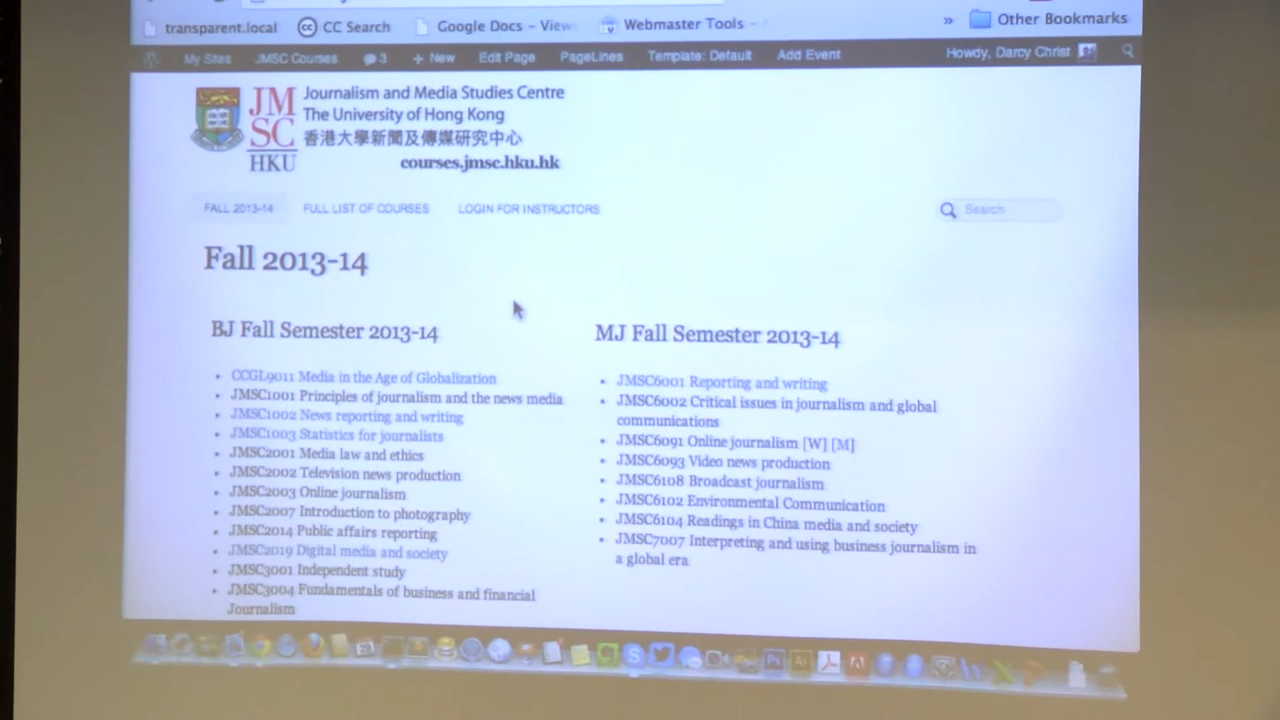 transparent.local CC Search Google Docs - View Webmaster Tools - » Other Bookmarks
My Sites JMSC Courses 3 + New Edit Page PageLines Template: Default Add Event Howdy, Darcy Christ
JM
SC
HKU
Journalism and Media Studies Centre
The University of Hong Kong
香港大學新聞及傳媒研究中心
courses.jmsc.hku.hk
FALL 2013-14 FULL LIST OF COURSES LOGIN FOR INSTRUCTORS Search
Fall 2013-14
BJ Fall Semester 2013-14
CCGL9011 Media in the Age of Globalization
JMSC1001 Principles of journalism and the news media
JMSC1002 News reporting and writing
JMSC1003 Statistics for journalists
JMSC2001 Media law and ethics
JMSC2002 Television news production
JMSC2003 Online journalism
JMSC2007 Introduction to photography
JMSC2014 Public affairs reporting
JMSC2019 Digital media and society
JMSC3001 Independent study
JMSC3004 Fundamentals of business and financial
Journalism
MJ Fall Semester 2013-14
JMSC6001 Reporting and writing
JMSC6002 Critical issues in journalism and global
communications
JMSC6091 Online journalism [W] [M]
JMSC6093 Video news production
JMSC6108 Broadcast journalism
JMSC6102 Environmental Communication
JMSC6104 Readings in China media and society
JMSC7007 Interpreting and using business journalism in
a global era
Ps Ai